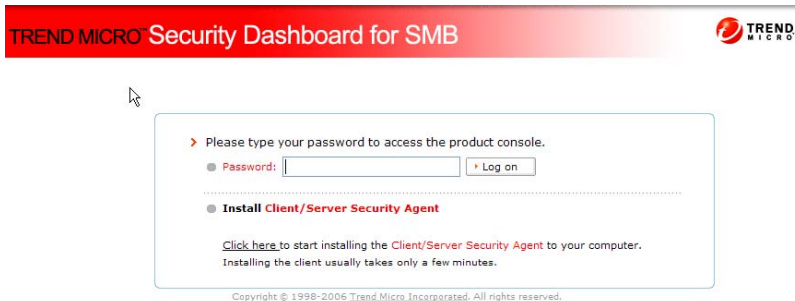 TREND MICRO™ Security Dashboard for SMB
TREND MICRO
Please type your password to access the product console.
Password: Log on
Install Client/Server Security Agent
Click here to start installing the Client/Server Security Agent to your computer.
Installing the client usually takes only a few minutes.
Copyright © 1998-2006 Trend Micro Incorporated. All rights reserved.